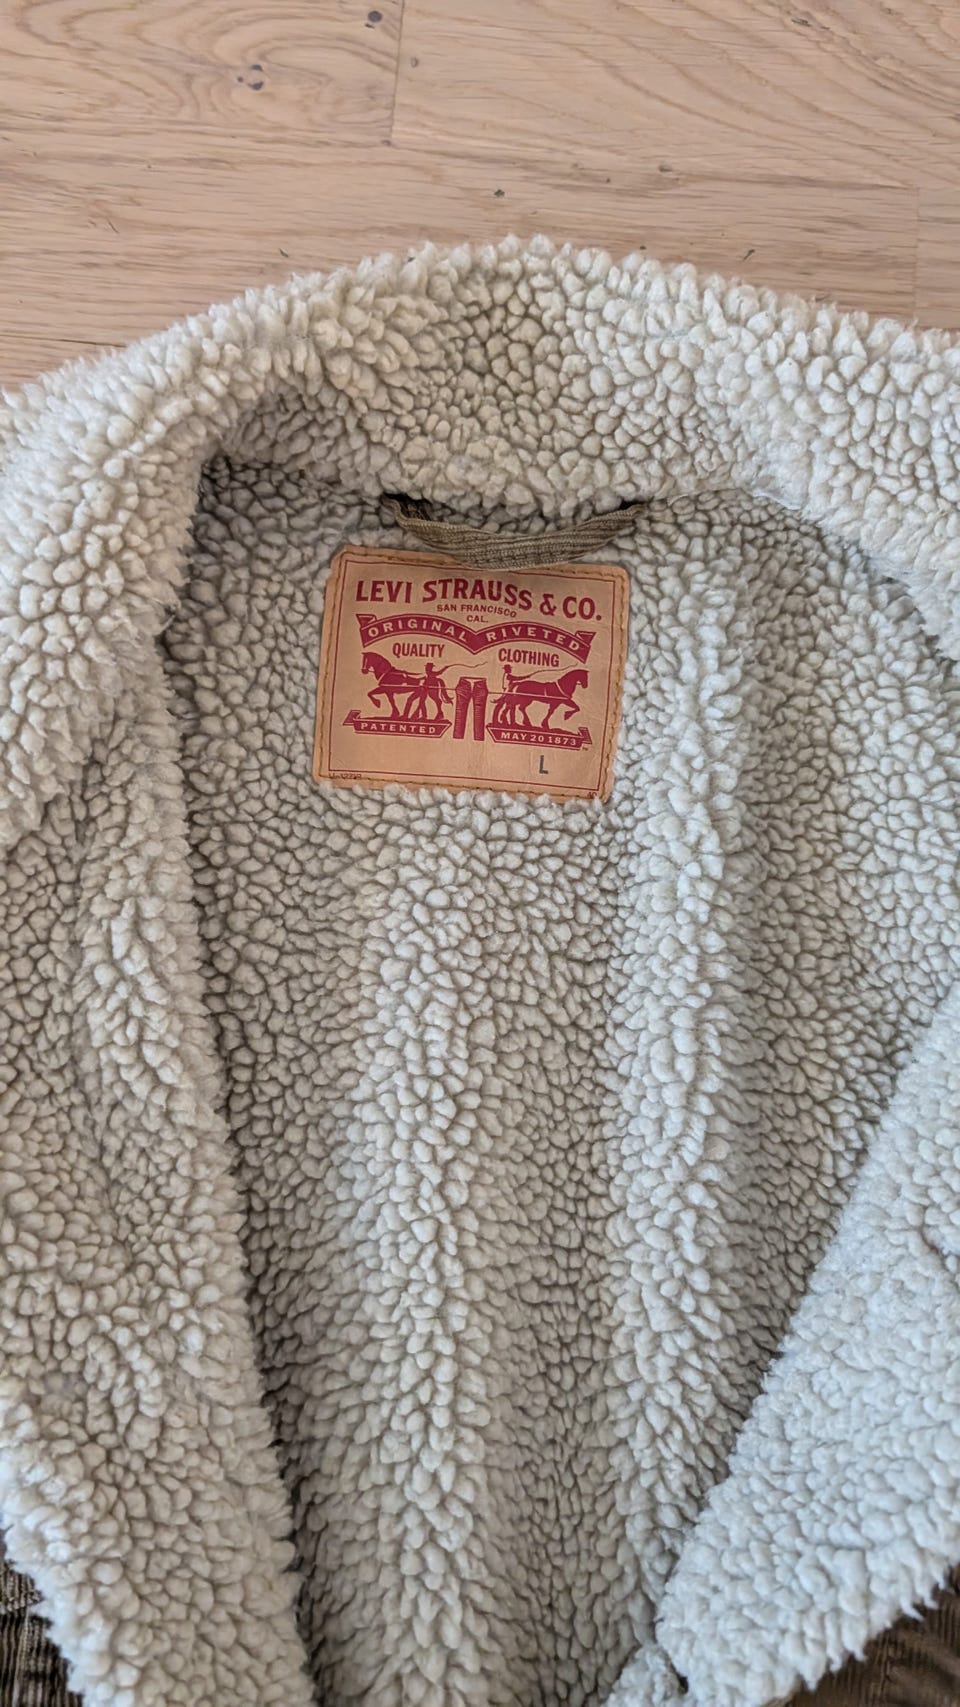 LEVI STRAUSS & CO.
SAN FRANCISCO
CAL.
ORIGINAL RIVETED
QUALITY CLOTHING
PATENTED MAY 20 1873
L